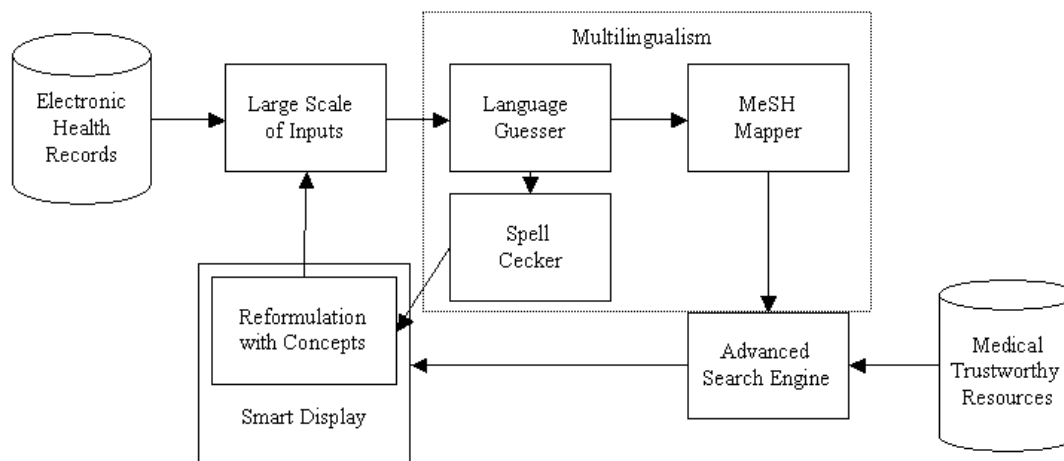 Multilingualism
Electronic
Health
Records
Large Scale
of Inputs
Language
Guesser
MeSH
Mapper
Spell
Cecker
Reformulation
with Concepts
Smart Display
Advanced
Search Engine
Medical
Trustworthy
Resources